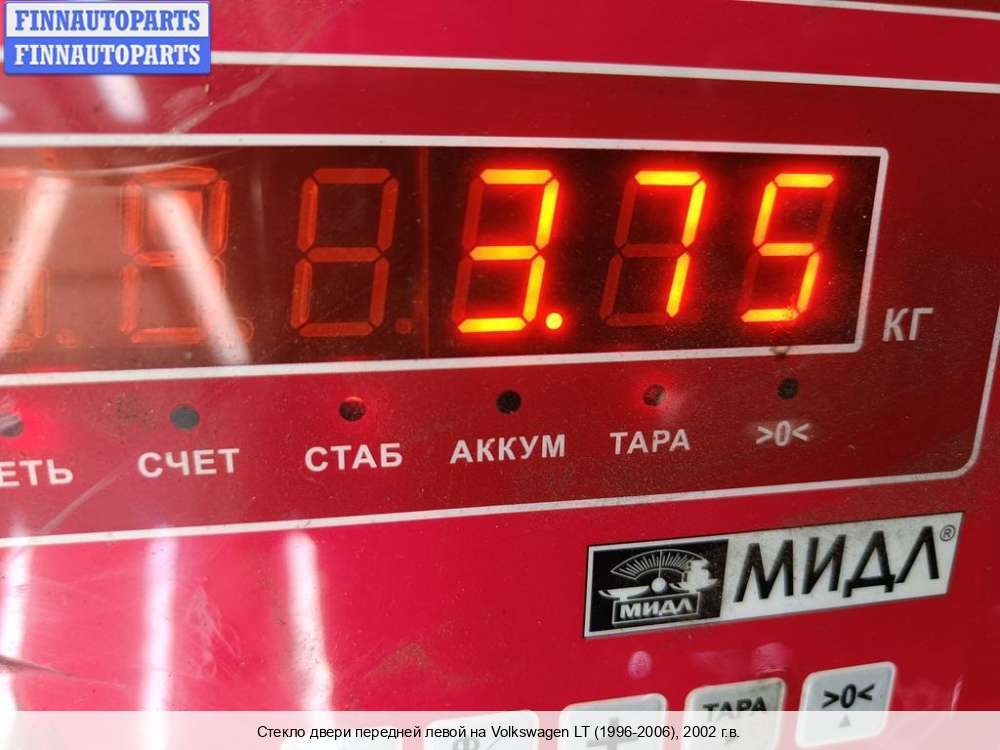 FINNAUTOPARTS
FINNAUTOPARTS
3.75
КГ
ЕТЬ
СЧЕТ
СТАБ
АККУМ
ТАРА
>0<
МИДЛ
МИДЛ®
ТАРА
>0<
Стекло двери передней левой на Volkswagen LT (1996-2006), 2002 г.в.